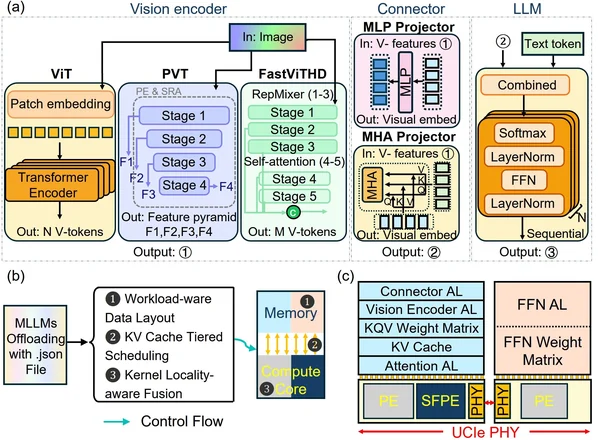 (a)
Vision encoder
Connector
LLM
In: Image
ViT
Patch embedding
Transformer
Encoder
Out: N V-tokens
PVT
PE & SRA
Stage 1
Stage 2
Stage 3
Stage 4
F1
F2
F3
F4
Out: Feature pyramid
F1,F2,F3,F4
FastViTHD
RepMixer (1-3)
Stage 1
Stage 2
Stage 3
Self-attention (4-5)
Stage 4
Stage 5
C
Out: M V-tokens
Output: ①
MLP Projector
In: V- features ①
MLP
Out: Visual embed
MHA Projector
In: V- features ①
MHA
V
K
Q
Q K V
Out: Visual embed
Output: ②
②
Text token
Combined
Softmax
LayerNorm
FFN
LayerNorm
N
Sequential
Output: ③
(b)
MLLMs
Offloading
with .json
File
❶ Workload-ware
Data Layout
❷ KV Cache Tiered
Scheduling
❸ Kernel Locality-
aware Fusion
Control Flow
Memory ❶
❷
Compute
❸ Core
(c)
Connector AL
Vision Encoder AL
KQV Weight Matrix
KV Cache
Attention AL
FFN AL
FFN Weight
Matrix
PE
SFPE
PHY
PHY
PE
UCIe PHY